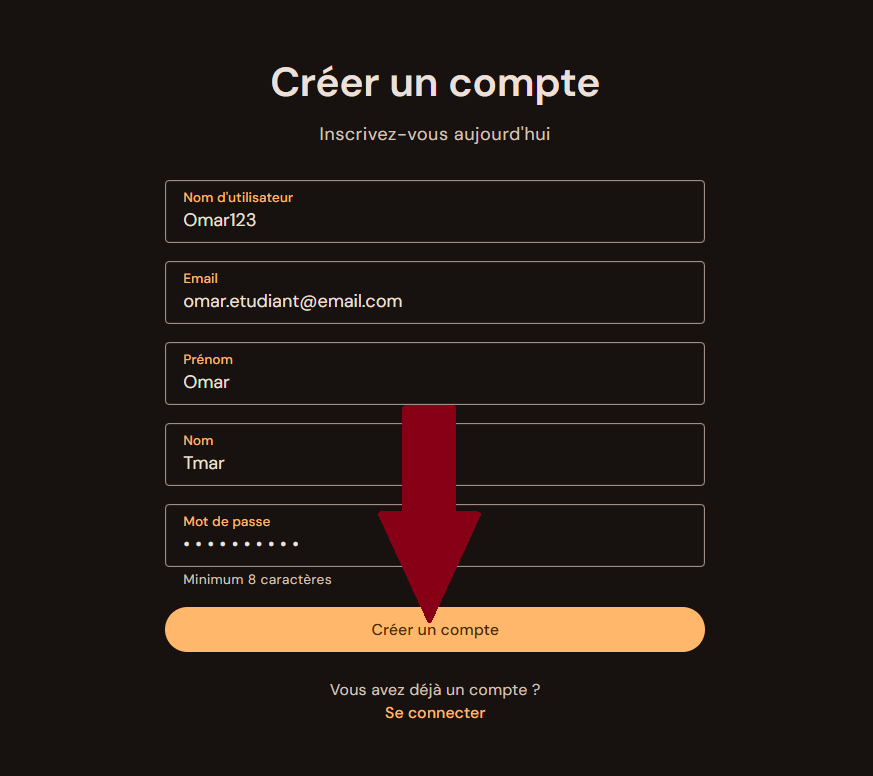 Créer un compte
Inscrivez-vous aujourd'hui
Nom d'utilisateur
Omar123
Email
omar.etudiant@email.com
Prénom
Omar
Nom
Tmar
Mot de passe
••••••••••
Minimum 8 caractères
Créer un compte
Vous avez déjà un compte ?
Se connecter